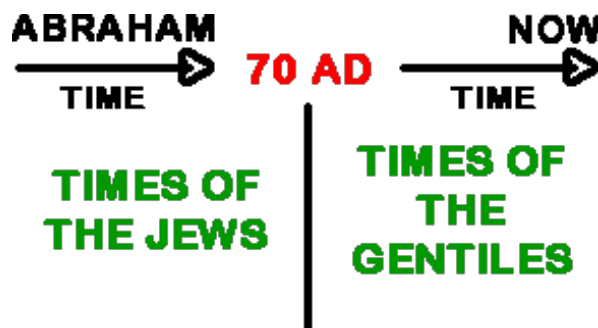 ABRAHAM
NOW
70 AD
TIME
TIME
TIMES OF
THE JEWS
TIMES OF
THE
GENTILES